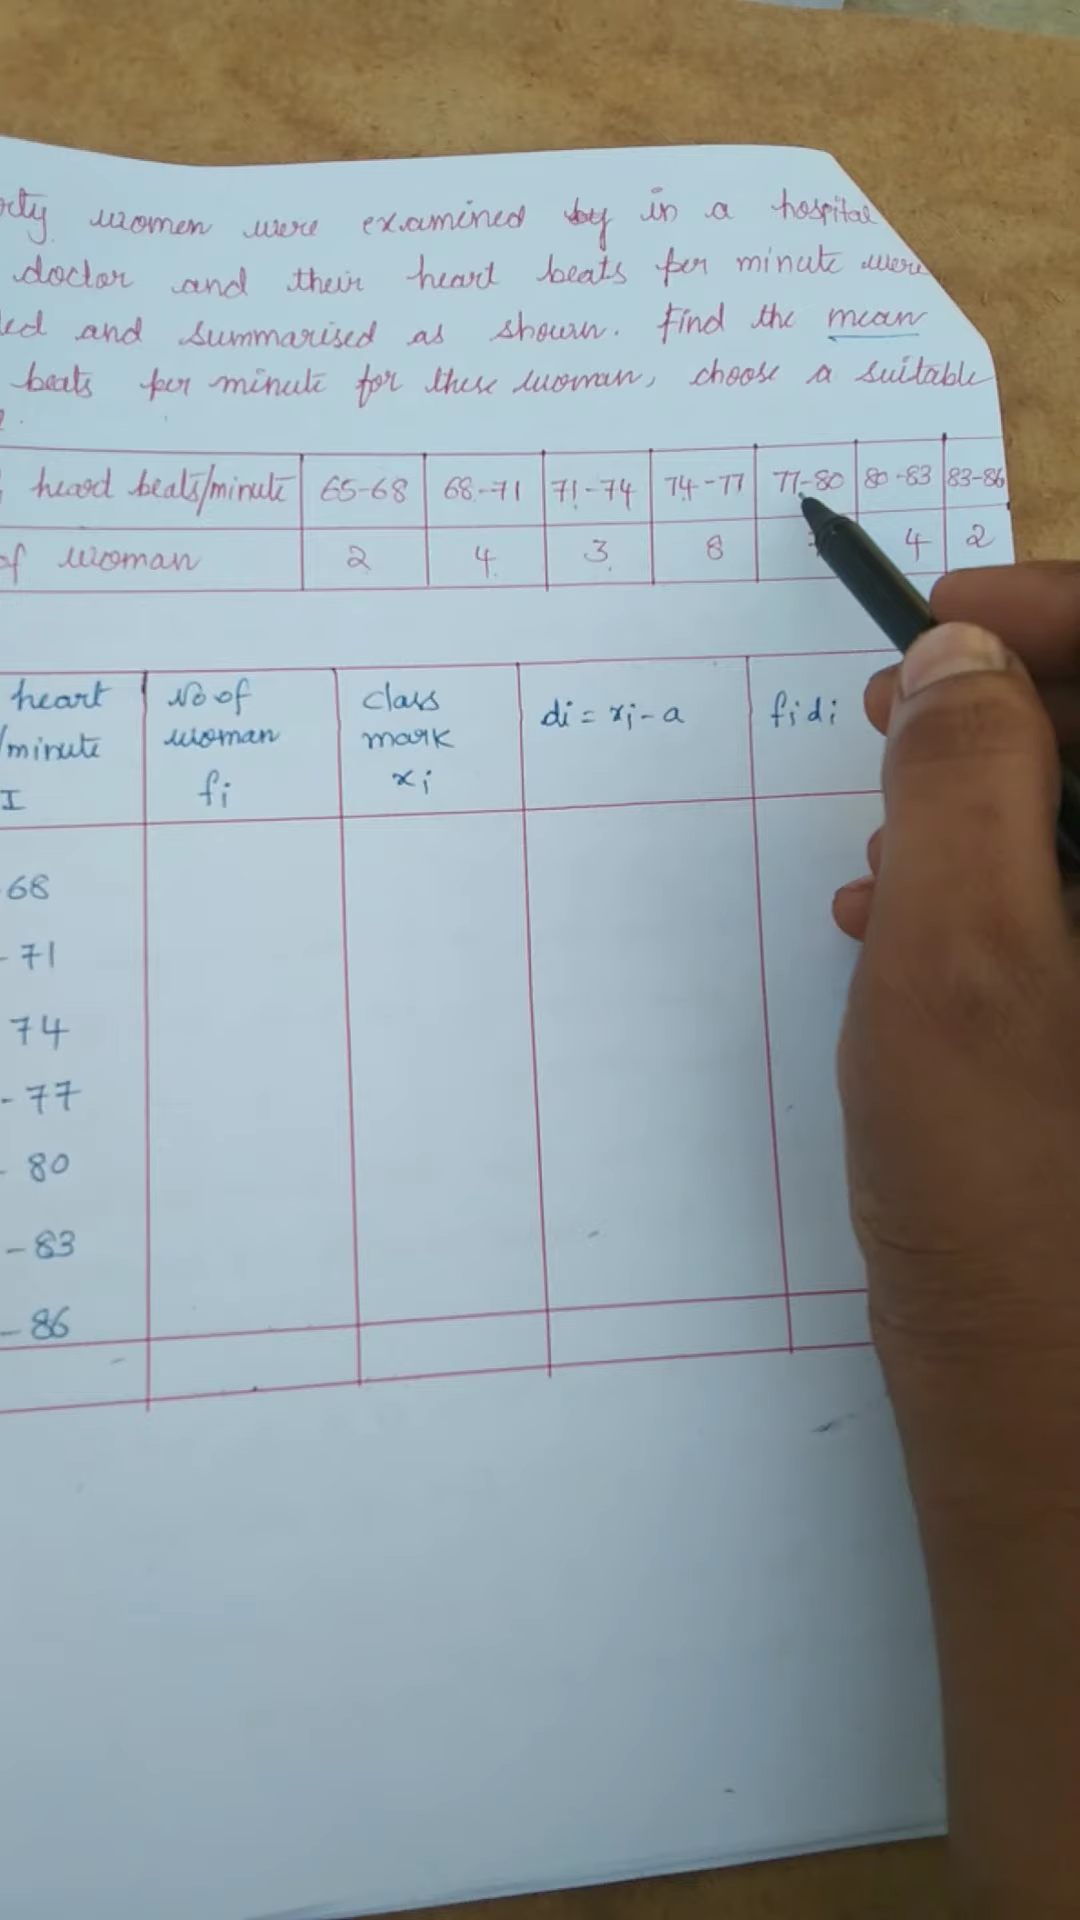 women were examined by in a hospital
doctor and their heart beats per minute were
and summarised as shown. Find the mean
beats per minute for these woman, choose a suitable
heard beats/minute 65-68 68-71 71-74 74-77 77-80 80-83 83-86
of woman 2 4 3 8 4 2
heart No of class di = xi - a fidi
/minute woman mark
I fi xi
68
- 71
74
- 77
- 80
- 83
- 86